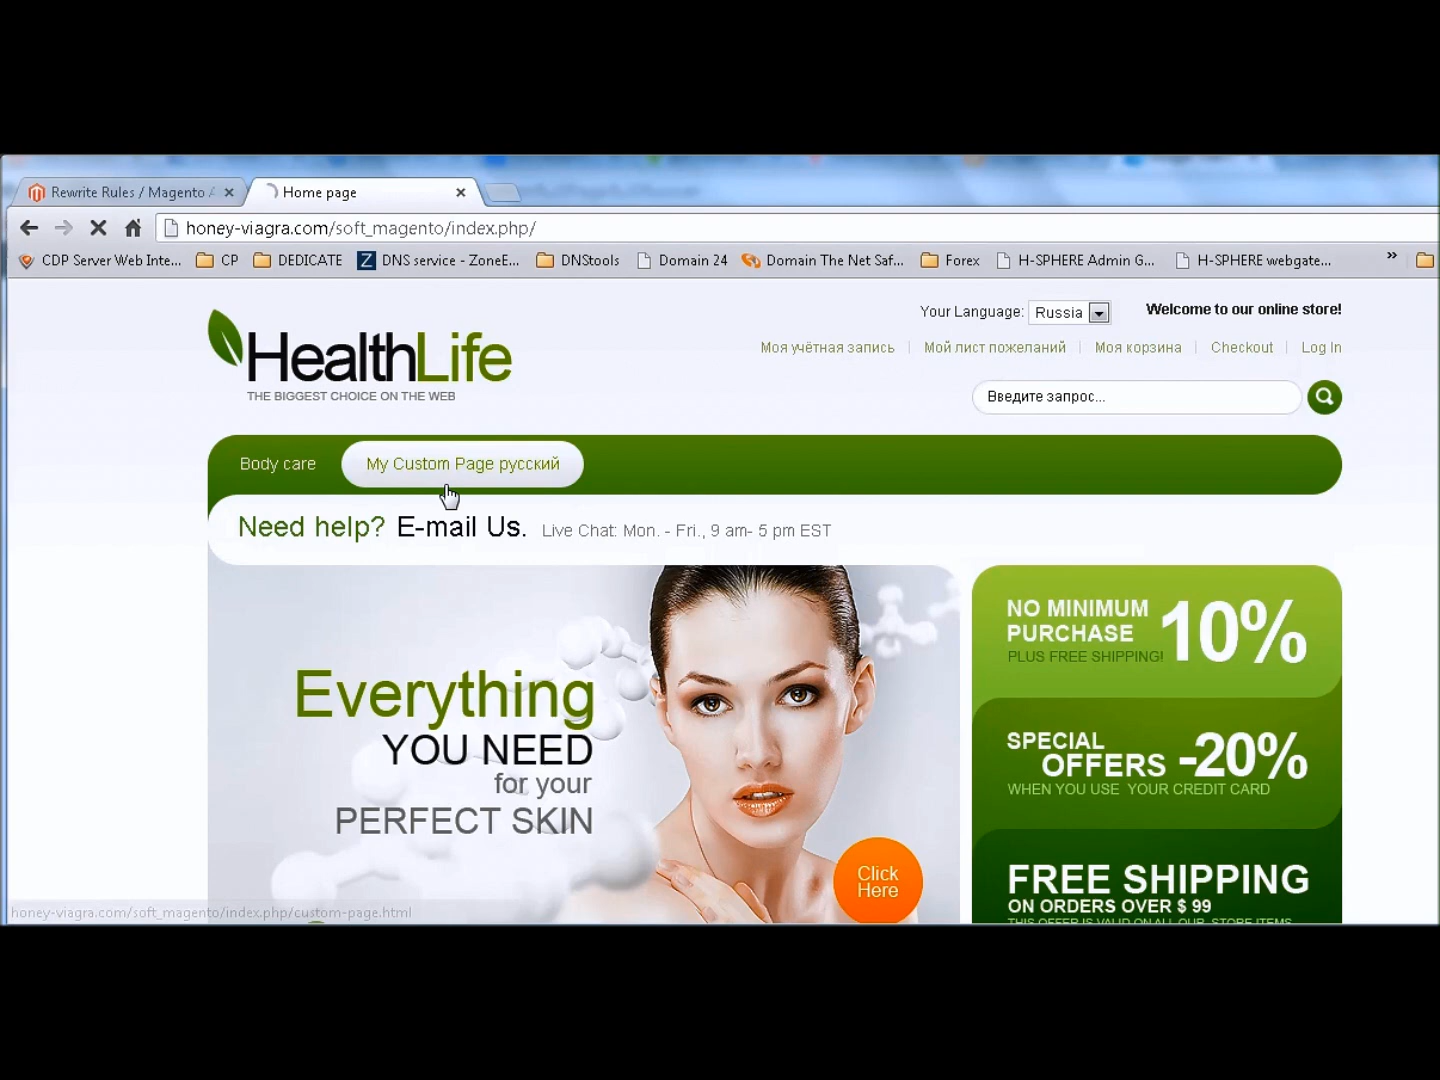 Rewrite Rules / Magento A
Home page
honey-viagra.com/soft_magento/index.php/
CDP Server Web Inte... CP DEDICATE DNS service - ZoneE... DNStools Domain 24 Domain The Net Saf... Forex H-SPHERE Admin G... H-SPHERE webgate... »
Your Language: Russia Welcome to our online store!
HealthLife
THE BIGGEST CHOICE ON THE WEB
Моя учётная запись Мой лист пожеланий Моя корзина Checkout Log In
Введите запрос...
Body care My Custom Page русский
Need help? E-mail Us. Live Chat: Mon. - Fri., 9 am- 5 pm EST
Everything
YOU NEED
for your
PERFECT SKIN
Click
Here
NO MINIMUM
PURCHASE 10%
PLUS FREE SHIPPING!
SPECIAL
OFFERS -20%
WHEN YOU USE YOUR CREDIT CARD
FREE SHIPPING
ON ORDERS OVER $ 99
THIS OFFER IS VALID ON ALL OUR STORE ITEMS.
honey-viagra.com/soft_magento/index.php/custom-page.html